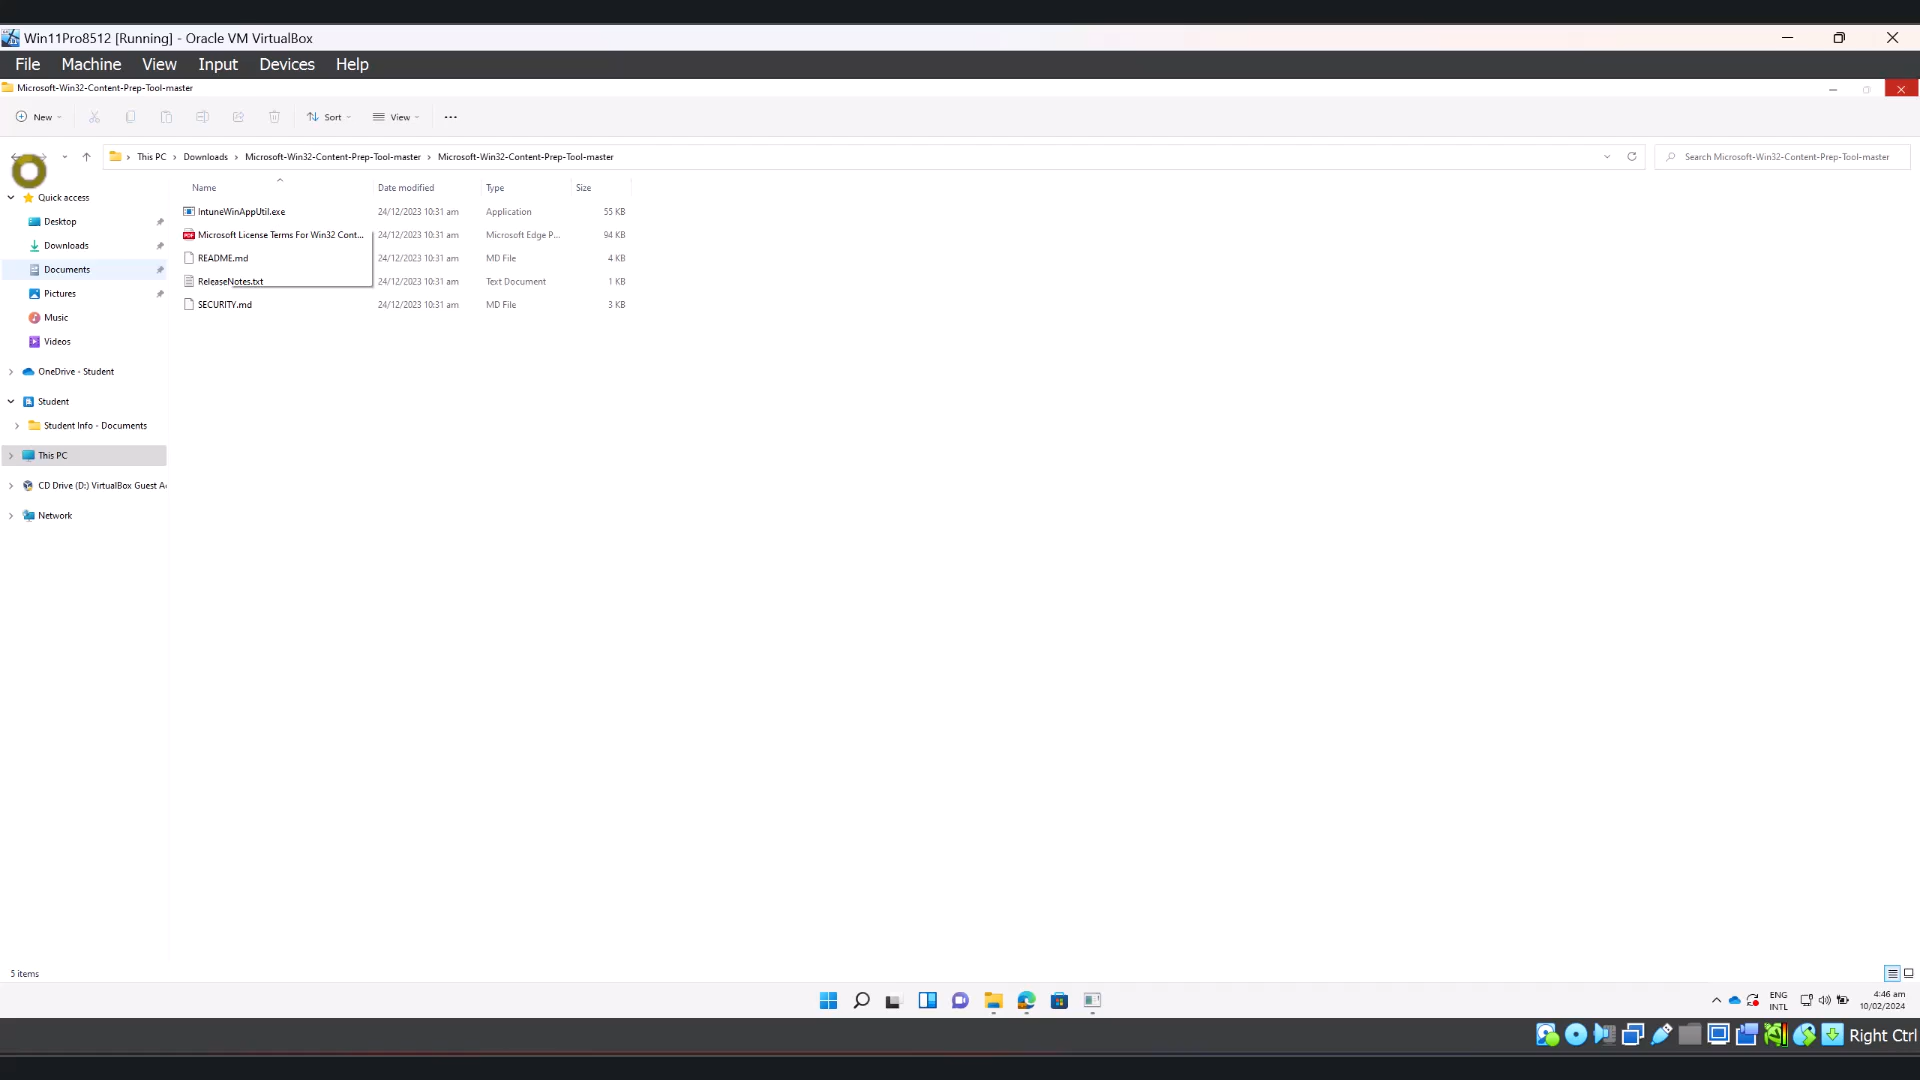 Win11Pro8512 [Running] - Oracle VM VirtualBox
File Machine View Input Devices Help
Microsoft-Win32-Content-Prep-Tool-master
New Sort View
This PC Downloads Microsoft-Win32-Content-Prep-Tool-master Microsoft-Win32-Content-Prep-Tool-master Search Microsoft-Win32-Content-Prep-Tool-master
Name Date modified Type Size
Quick access
Desktop
Downloads
Documents
Pictures
Music
Videos
OneDrive - Student
Student
Student Info - Documents
This PC
CD Drive (D:) VirtualBox Guest
Network
IntuneWinAppUtil.exe 24/12/2023 10:31 am Application 55 KB
Microsoft License Terms For Win32 Cont... 24/12/2023 10:31 am Microsoft Edge P... 94 KB
README.md 24/12/2023 10:31 am MD File 4 KB
ReleaseNotes.txt 24/12/2023 10:31 am Text Document 1 KB
SECURITY.md 24/12/2023 10:31 am MD File 3 KB
5 items
ENG
INTL
4:46 am
10/02/2024
Right Ctrl